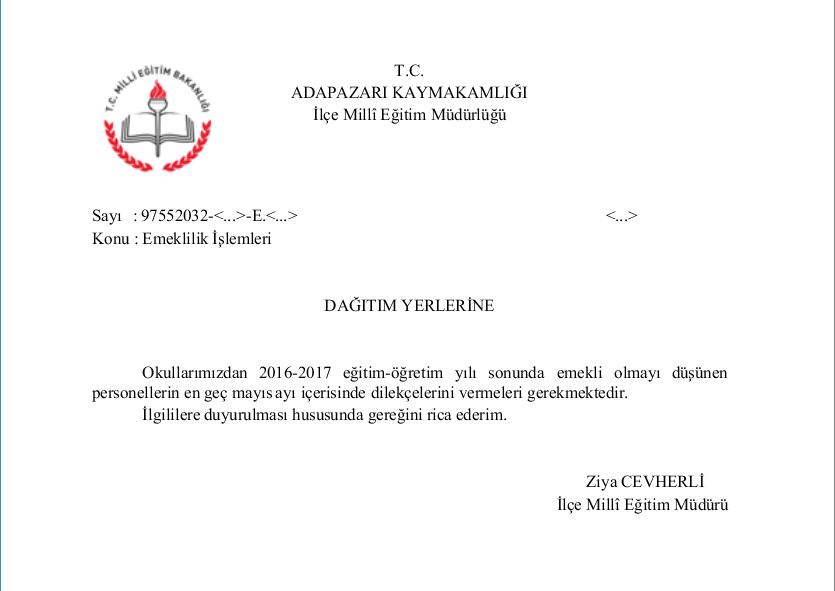 T.C. MİLLİ EĞİTİM BAKANLIĞI
T.C.
ADAPAZARI KAYMAKAMLIĞI
İlçe Millî Eğitim Müdürlüğü
Sayı : 97552032-<...>-E.<...> <...>
Konu : Emeklilik İşlemleri
DAĞITIM YERLERİNE
Okullarımızdan 2016-2017 eğitim-öğretim yılı sonunda emekli olmayı düşünen
personellerin en geç mayıs ayı içerisinde dilekçelerini vermeleri gerekmektedir.
İlgililere duyurulması hususunda gereğini rica ederim.
Ziya CEVHERLİ
İlçe Millî Eğitim Müdürü